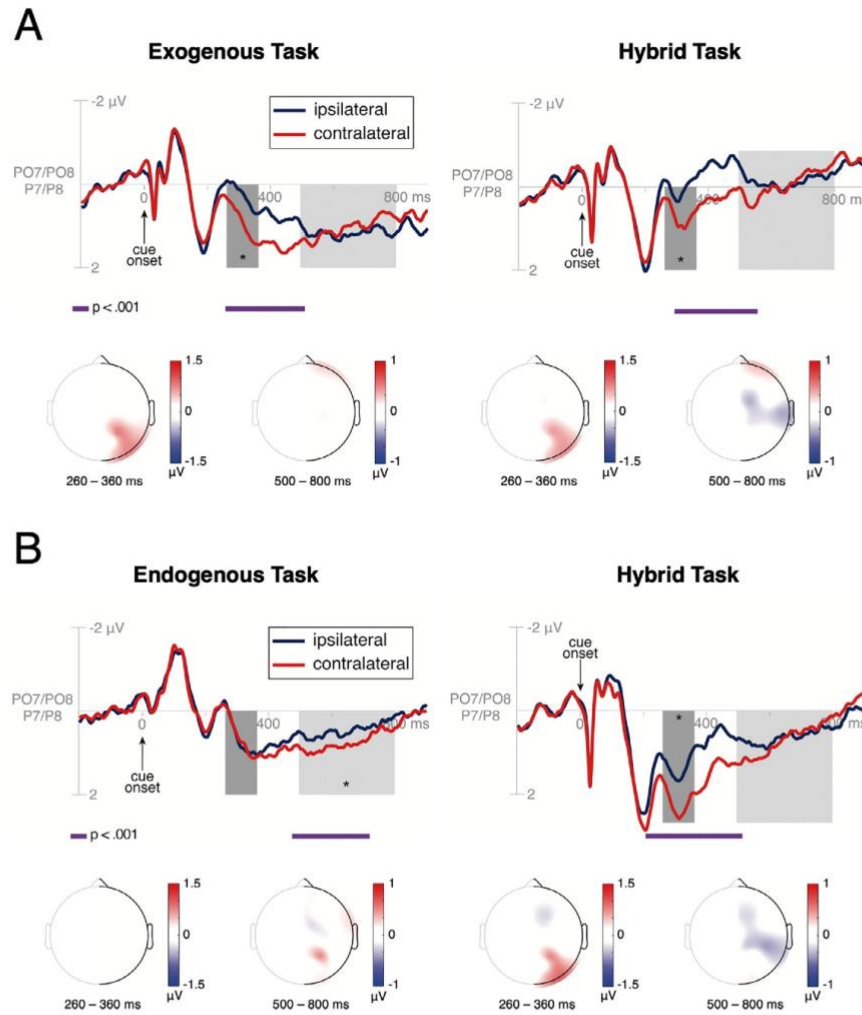 A
Exogenous Task
Hybrid Task
-2 µV
ipsilateral
contralateral
PO7/PO8
P7/P8
0
400
800 ms
cue
onset
*
2
p < .001
-2 µV
PO7/PO8
P7/P8
0
400
800 ms
cue
onset
*
2
1.5
0
-1.5
µV
260 – 360 ms
1
0
-1
µV
500 – 800 ms
1.5
0
-1.5
µV
260 – 360 ms
1
0
-1
µV
500 – 800 ms
B
Endogenous Task
Hybrid Task
-2 µV
ipsilateral
contralateral
PO7/PO8
P7/P8
0
400
800 ms
cue
onset
*
2
p < .001
-2 µV
cue
onset
PO7/PO8
P7/P8
*
400
800 ms
2
1.5
0
-1.5
µV
260 – 360 ms
1
0
-1
µV
500 – 800 ms
1.5
0
-1.5
µV
260 – 360 ms
1
0
-1
µV
500 – 800 ms